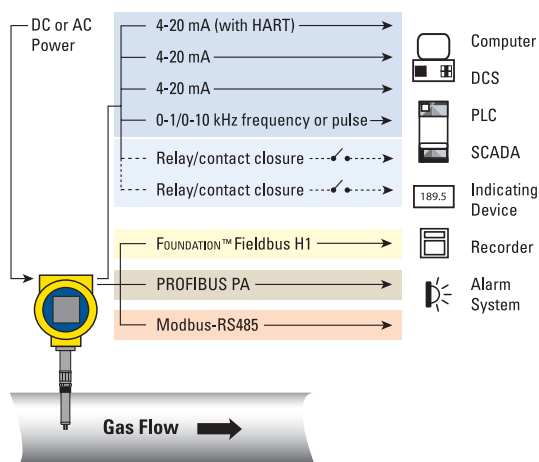 DC or AC
Power
4-20 mA (with HART)
4-20 mA
4-20 mA
0-1/0-10 kHz frequency or pulse
Relay/contact closure
Relay/contact closure
FOUNDATION™ Fieldbus H1
PROFIBUS PA
Modbus-RS485
Computer
DCS
PLC
SCADA
189.5
Indicating
Device
Recorder
Alarm
System
Gas Flow